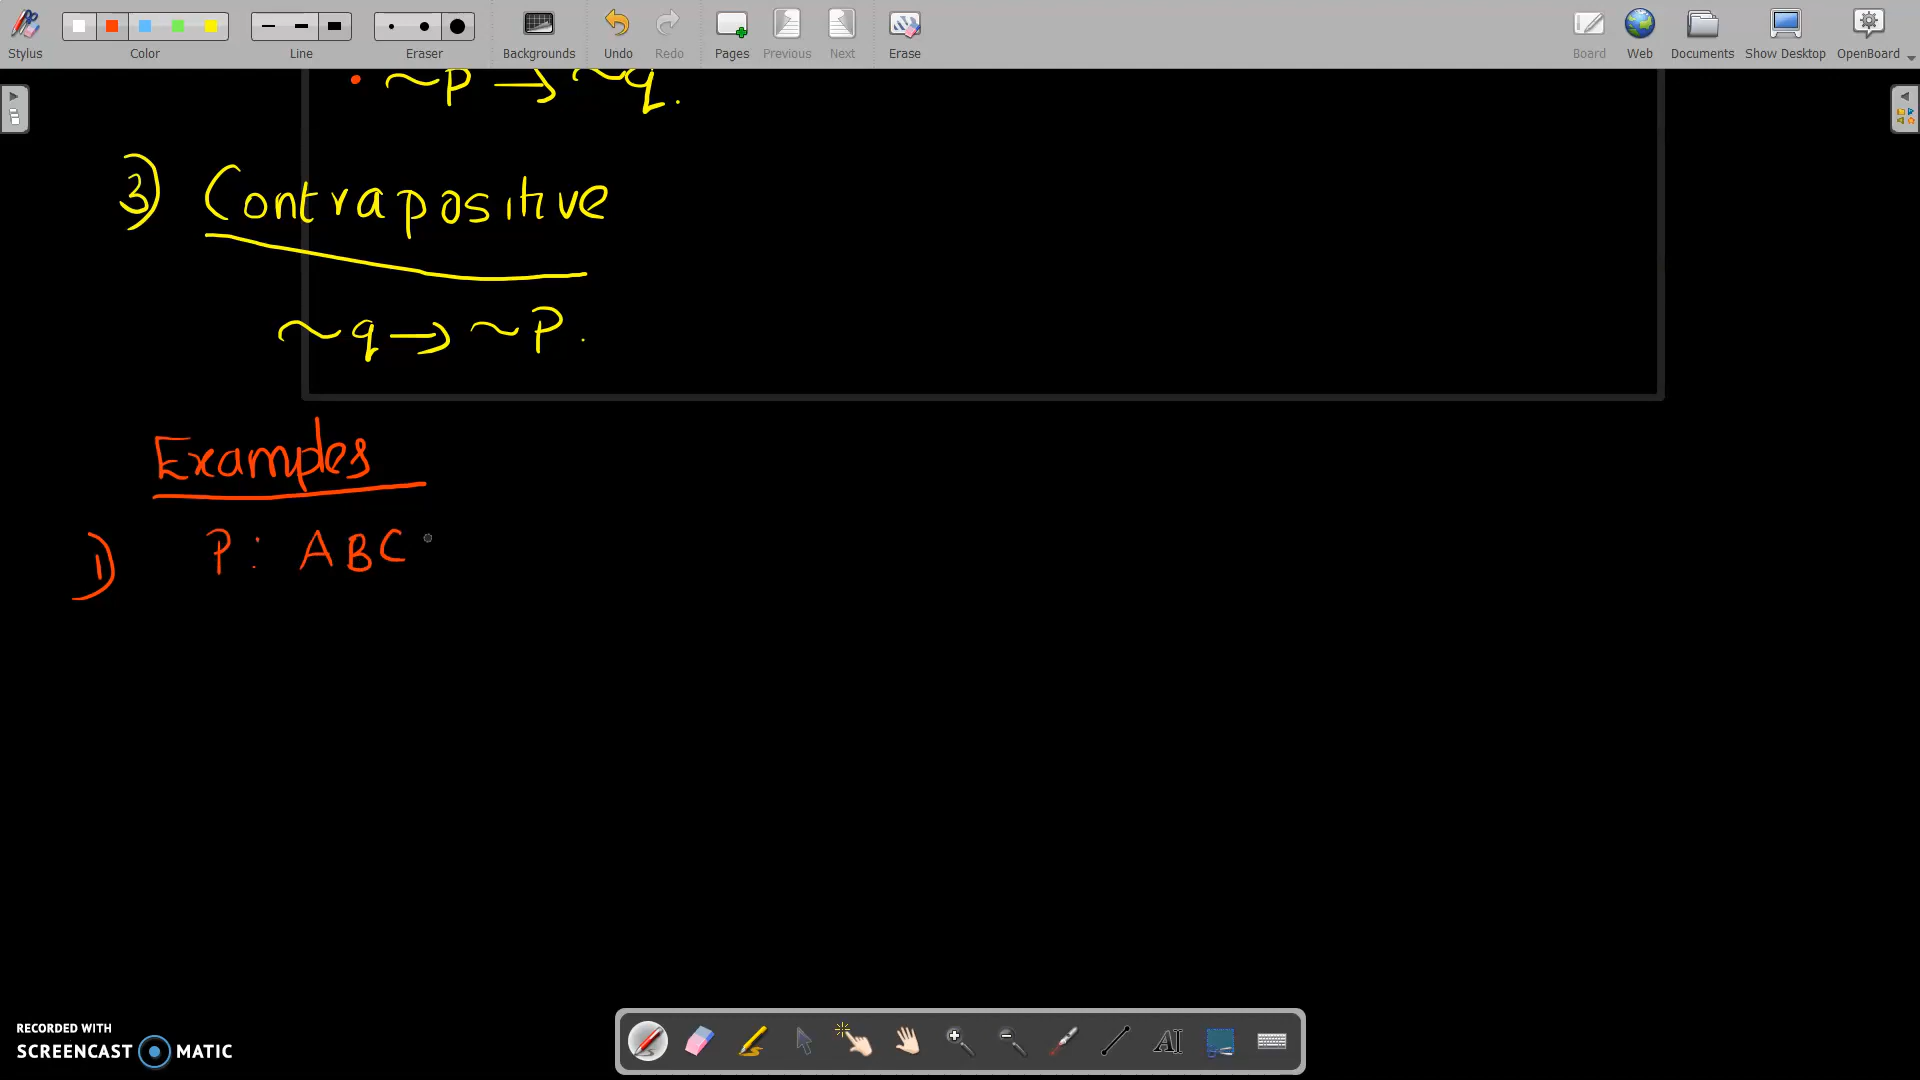 Stylus
Color
Line
Eraser
Backgrounds
Undo
Redo
Pages
Previous
Next
Erase
Board
Web
Documents
Show Desktop
OpenBoard
• ~p → ~q.
3) Contrapositive
~q → ~p.
Examples
1) P: ABC
RECORDED WITH
SCREENCAST MATIC